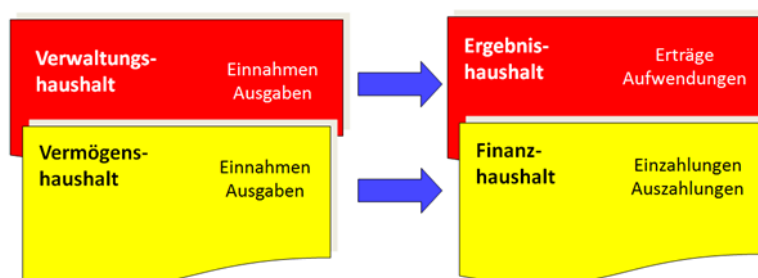 Verwaltungs-
haushalt
Einnahmen
Ausgaben
Ergebnis-
haushalt
Erträge
Aufwendungen
Vermögens-
haushalt
Einnahmen
Ausgaben
Finanz-
haushalt
Einzahlungen
Auszahlungen